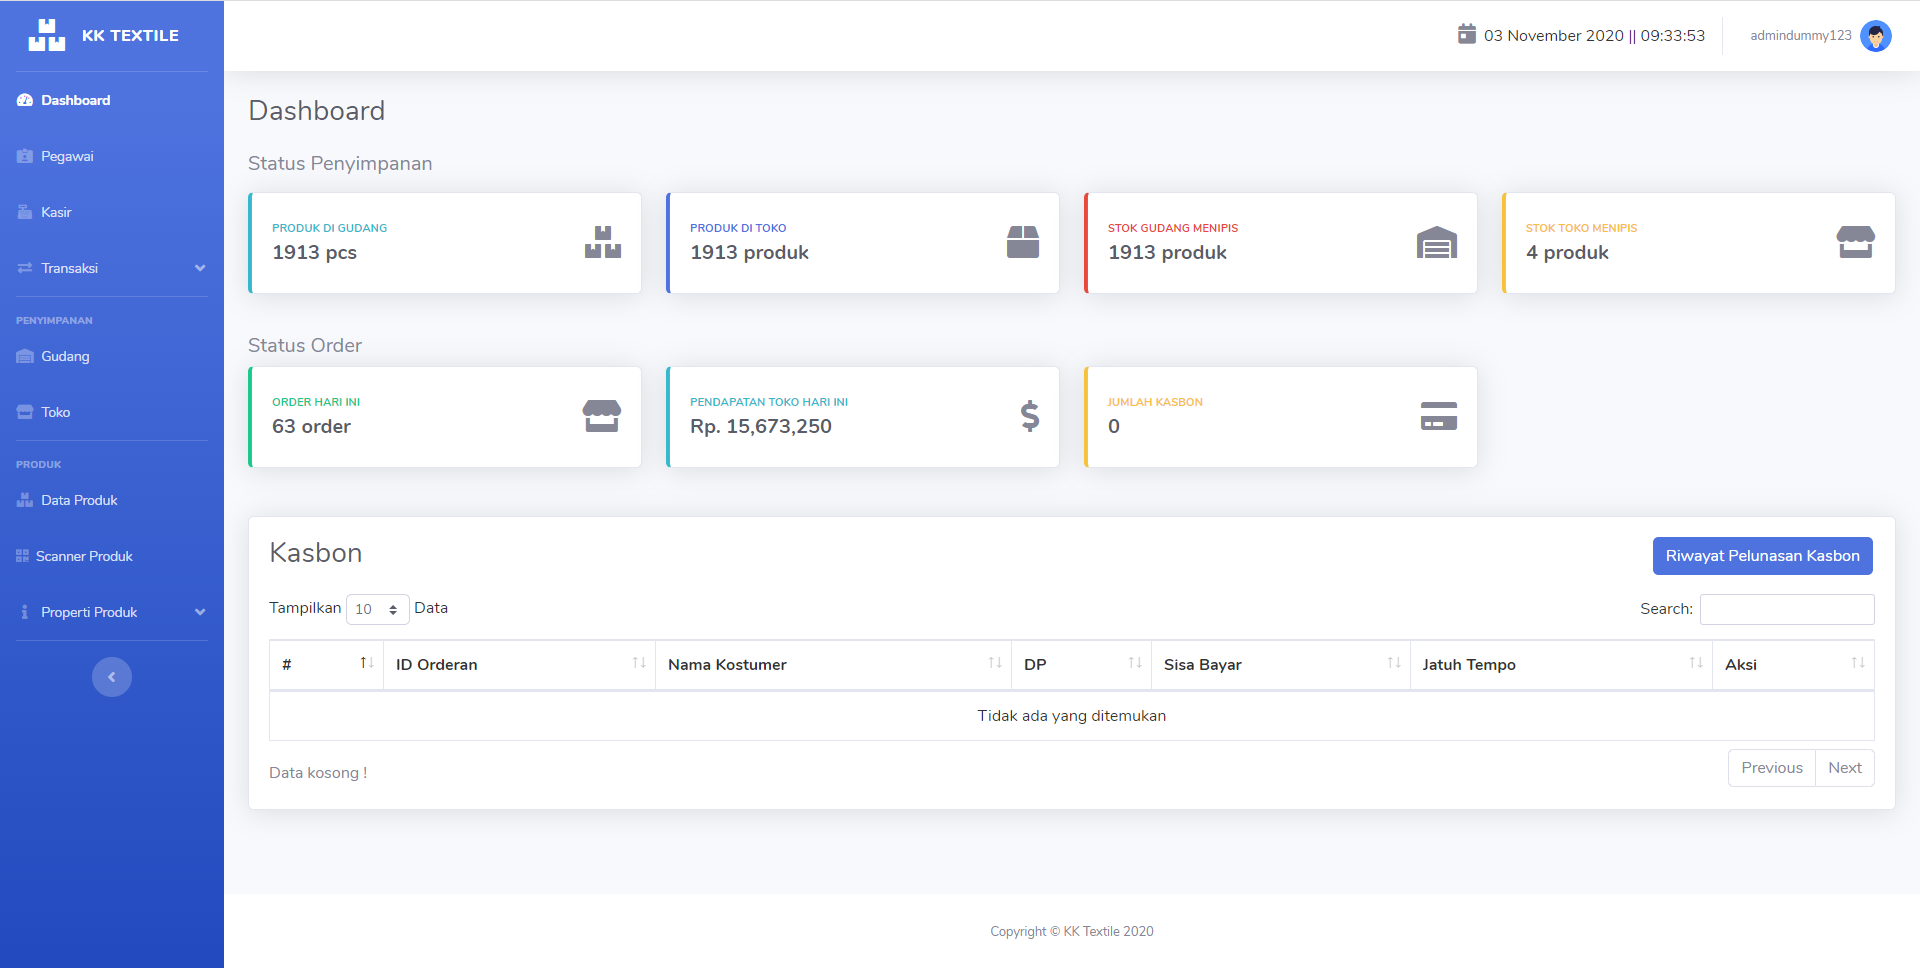 KK TEXTILE
03 November 2020 || 09:33:53
admindummy123
Dashboard
Pegawai
Kasir
Transaksi
PENYIMPANAN
Gudang
Toko
PRODUK
Data Produk
Scanner Produk
Properti Produk
Dashboard
Status Penyimpanan
PRODUK DI GUDANG
1913 pcs
PRODUK DI TOKO
1913 produk
STOK GUDANG MENIPIS
1913 produk
STOK TOKO MENIPIS
4 produk
Status Order
ORDER HARI INI
63 order
PENDAPATAN TOKO HARI INI
Rp. 15,673,250
JUMLAH KASBON
0
Kasbon
Riwayat Pelunasan Kasbon
Tampilkan 10 Data
Search:
# ID Orderan Nama Kostumer DP Sisa Bayar Jatuh Tempo Aksi
Tidak ada yang ditemukan
Data kosong !
Previous Next
Copyright © KK Textile 2020